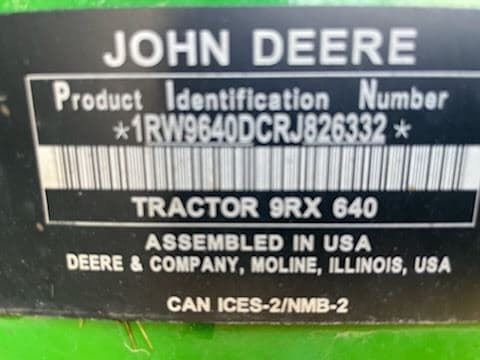 JOHN DEERE
Product Identification Number
*1RW9640DCRJ826332*
TRACTOR 9RX 640
ASSEMBLED IN USA
DEERE & COMPANY, MOLINE, ILLINOIS, USA
CAN ICES-2/NMB-2